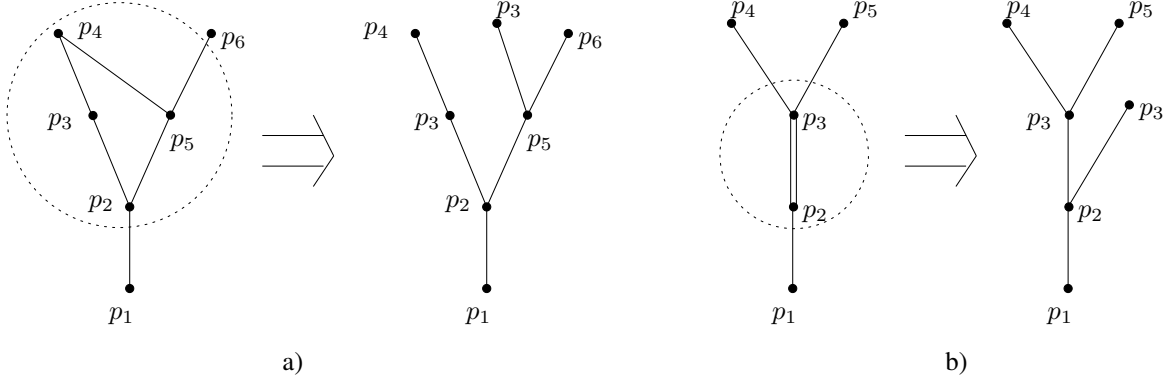 p4 p6 p3 p5 p2 p1
p3 p4 p6 p3 p5 p2 p1
p4 p5 p3 p2 p1
p4 p5 p3 p3 p2 p1
a) b)